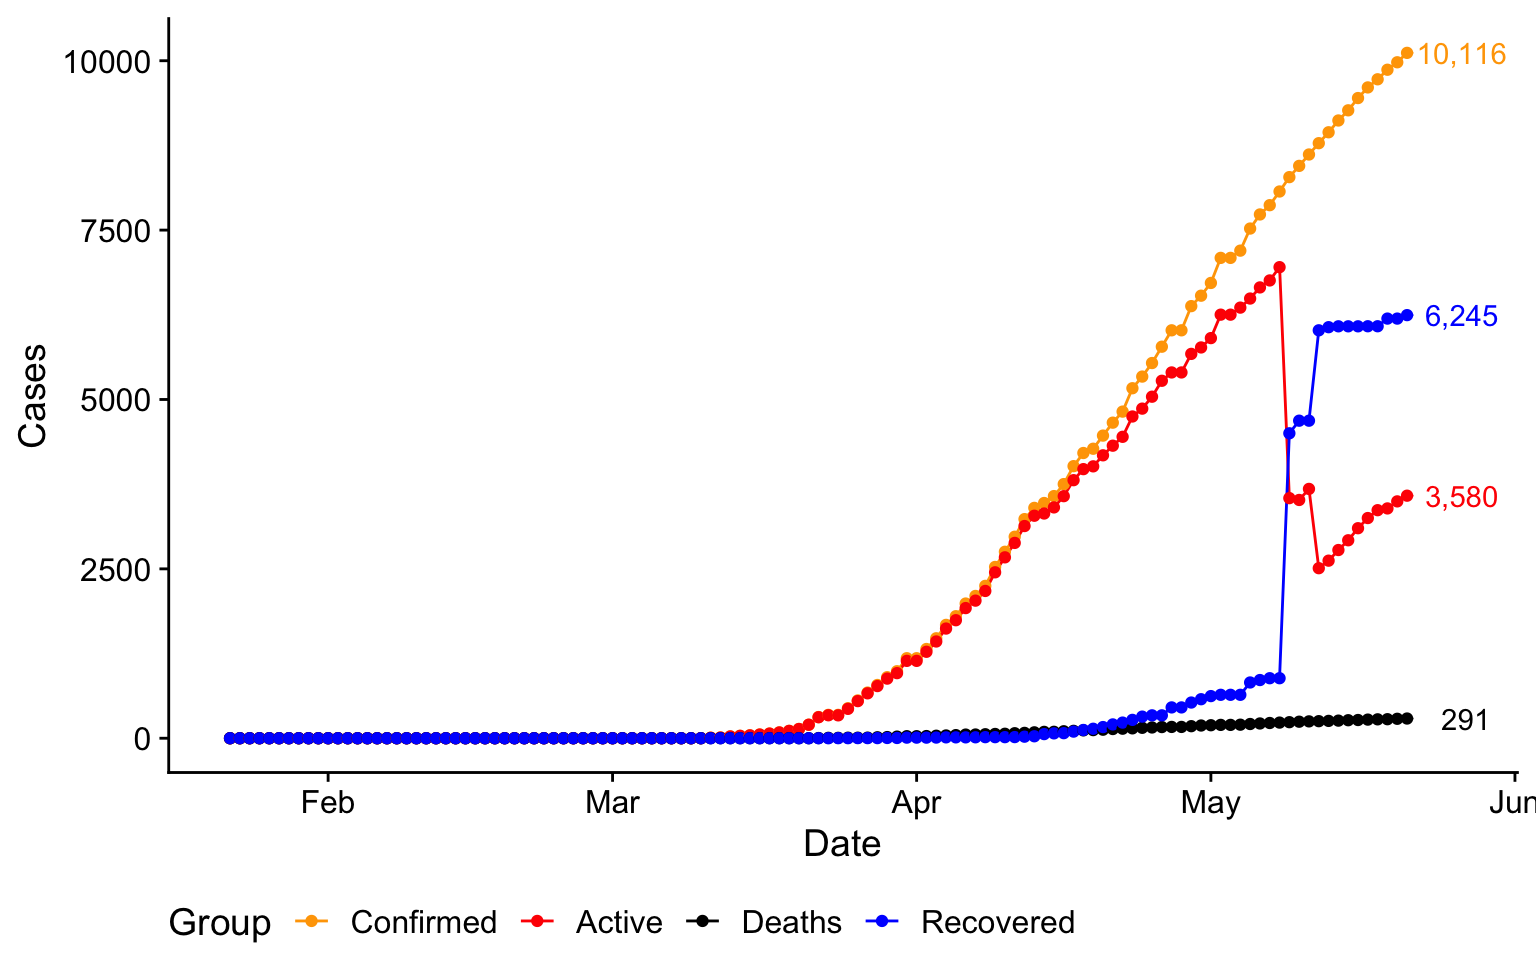 10000
7500
5000
2500
0
Cases
10,116
6,245
3,580
291
Feb Mar Apr May Jun
Date
Group Confirmed Active Deaths Recovered